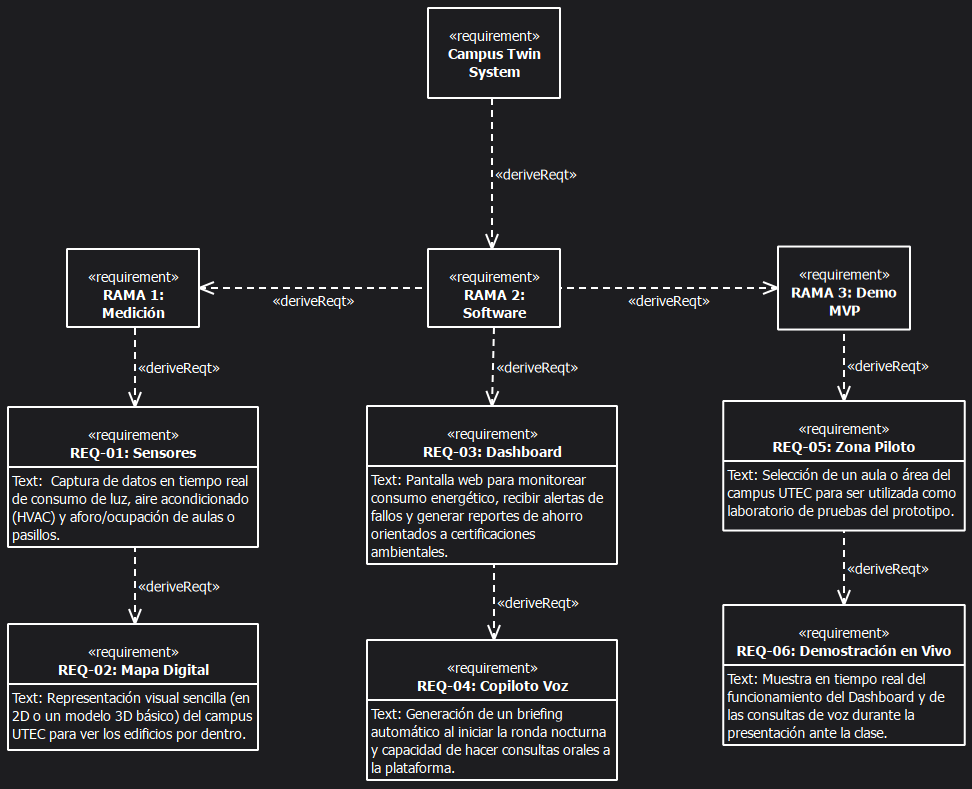 «requirement»
Campus Twin
System
«deriveReqt»
«requirement»
RAMA 1:
Medición
«deriveReqt»
«requirement»
RAMA 2:
Software
«deriveReqt»
«requirement»
RAMA 3: Demo
MVP
«deriveReqt»
«requirement»
REQ-01: Sensores
Text:  Captura de datos en tiempo real
de consumo de luz, aire acondicionado
(HVAC) y aforo/ocupación de aulas o
pasillos.
«deriveReqt»
«requirement»
REQ-02: Mapa Digital
Text: Representación visual sencilla (en
2D o un modelo 3D básico) del campus
UTEC para ver los edificios por dentro.
«deriveReqt»
«requirement»
REQ-03: Dashboard
Text: Pantalla web para monitorear
consumo energético, recibir alertas de
fallos y generar reportes de ahorro
orientados a certificaciones
ambientales.
«deriveReqt»
«requirement»
REQ-04: Copiloto Voz
Text: Generación de un briefing
automático al iniciar la ronda nocturna
y capacidad de hacer consultas orales a
la plataforma.
«deriveReqt»
«requirement»
REQ-05: Zona Piloto
Text: Selección de un aula o área del
campus UTEC para ser utilizada como
laboratorio de pruebas del prototipo.
«deriveReqt»
«requirement»
REQ-06: Demostración en Vivo
Text: Muestra en tiempo real del
funcionamiento del Dashboard y de
las consultas de voz durante la
presentación ante la clase.